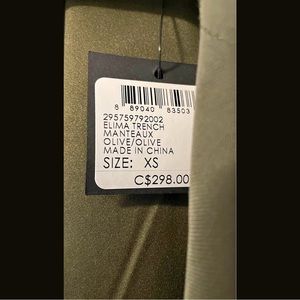 8 89040 83503
295759792002
ELIMA TRENCH
MANTEAUX
OLIVE/OLIVE
MADE IN CHINA
SIZE: XS
C$298.00